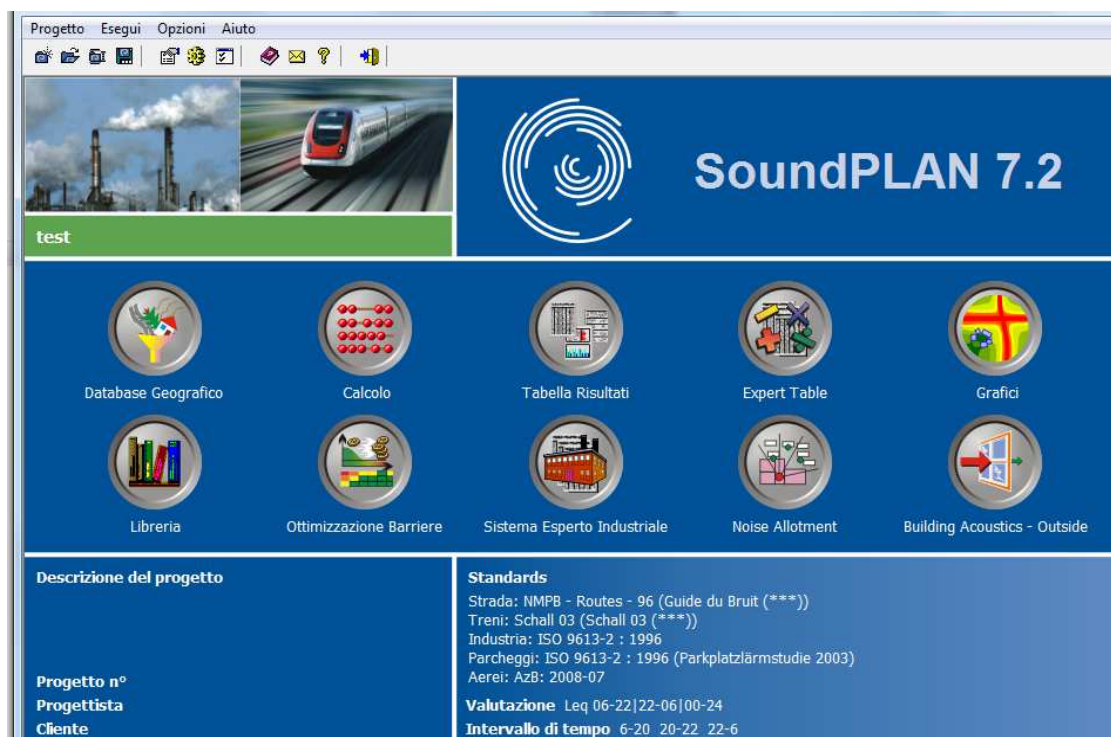 Progetto Esegui Opzioni Aiuto
SoundPLAN 7.2
test
Database Geografico Calcolo Tabella Risultati Expert Table Grafici
Libreria Ottimizzazione Barriere Sistema Esperto Industriale Noise Allotment Building Acoustics - Outside
Descrizione del progetto
Progetto n°
Progettista
Cliente
Standards
Strada: NMPB - Routes - 96 (Guide du Bruit (***))
Treni: Schall 03 (Schall 03 (***))
Industria: ISO 9613-2 : 1996
Parcheggi: ISO 9613-2 : 1996 (Parkplatzlärmstudie 2003)
Aerei: AzB: 2008-07
Valutazione Leq 06-22|22-06|00-24
Intervallo di tempo 6-20 20-22 22-6